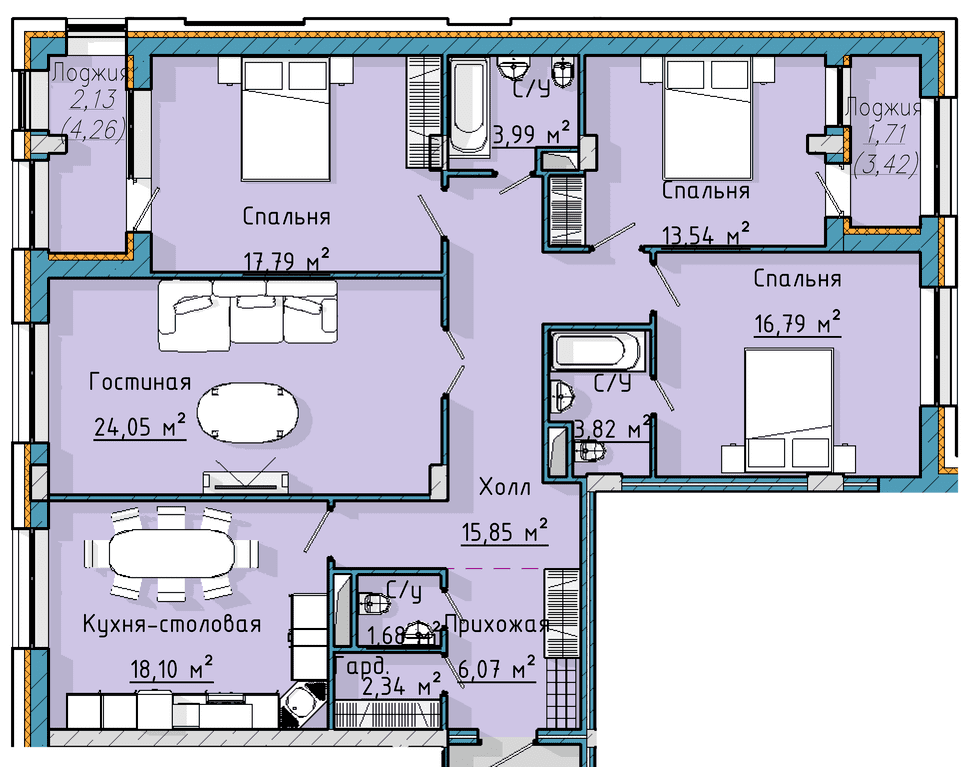 Лоджия
2,13
(4,26)
С/У
3,99 м²
Лоджия
1,71
(3,42)
Спальня
17,79 м²
Спальня
13,54 м²
Спальня
16,79 м²
Гостиная
24,05 м²
С/У
3,82 м²
Холл
15,85 м²
Кухня-столовая
18,10 м²
С/у
1,68 м²
Прихожая
6,07 м²
Гард.
2,34 м²